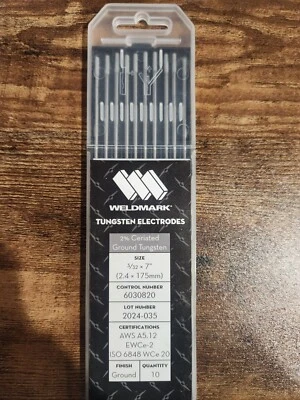 WELDMARK
TUNGSTEN ELECTRODES
2% Ceriated
Ground Tungsten
SIZE
3/32 × 7"
(2.4 × 175mm)
CONTROL NUMBER
6030820
LOT NUMBER
2024-035
CERTIFICATIONS
AWS A5.12
EWCe-2
ISO 6848 WCe 20
FINISH
Ground
QUANTITY
10